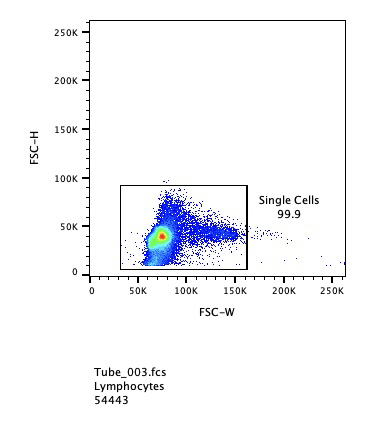 250K
200K
150K
100K
50K
0
FSC-H
Single Cells
99.9
0 50K 100K 150K 200K 250K
FSC-W
Tube_003.fcs
Lymphocytes
54443